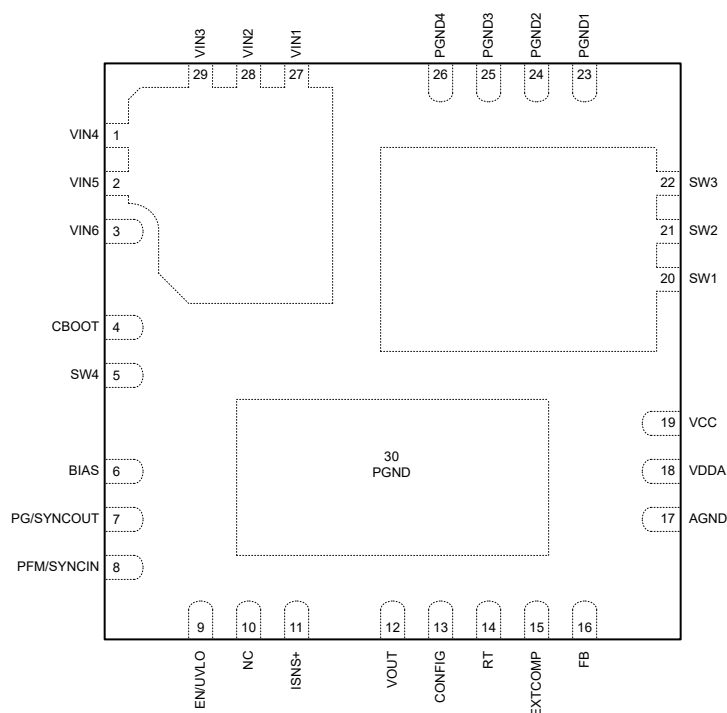 VIN3
VIN2
VIN1
PGND4
PGND3
PGND2
PGND1
29
28
27
26
25
24
23
VIN4 1
VIN5 2
VIN6 3
CBOOT 4
SW4 5
BIAS 6
PG/SYNCOUT 7
PFM/SYNCIN 8
22 SW3
21 SW2
20 SW1
19 VCC
18 VDDA
17 AGND
30
PGND
9
10
11
12
13
14
15
16
EN/UVLO
NC
ISNS+
VOUT
CONFIG
RT
EXTCOMP
FB